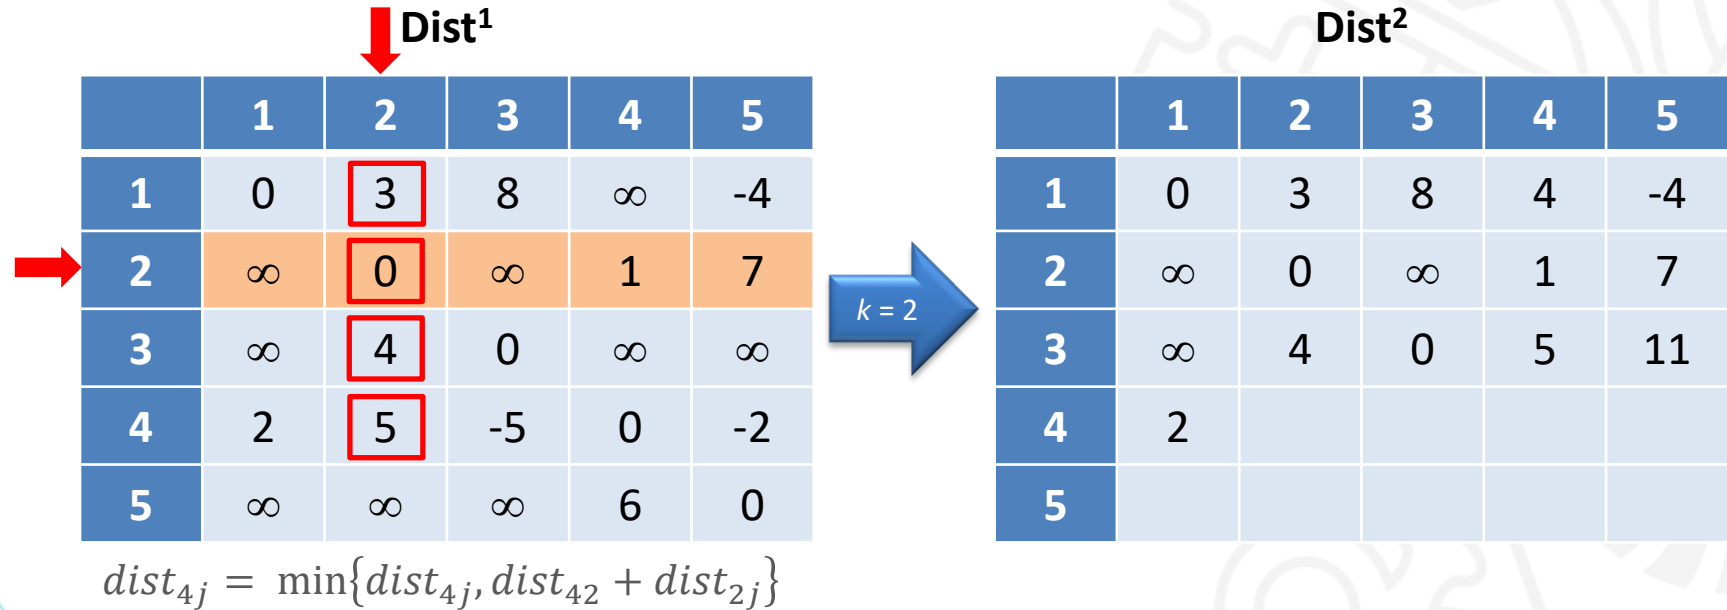 Dist¹ Dist²
1 2 3 4 5 1 2 3 4 5
1 0 3 8 ∞ -4 1 0 3 8 4 -4
2 ∞ 0 ∞ 1 7 2 ∞ 0 ∞ 1 7
k = 2
3 ∞ 4 0 ∞ ∞ 3 ∞ 4 0 5 11
4 2 5 -5 0 -2 4 2
5 ∞ ∞ ∞ 6 0 5
dist₄ⱼ = min{dist₄ⱼ, dist₄₂ + dist₂ⱼ}